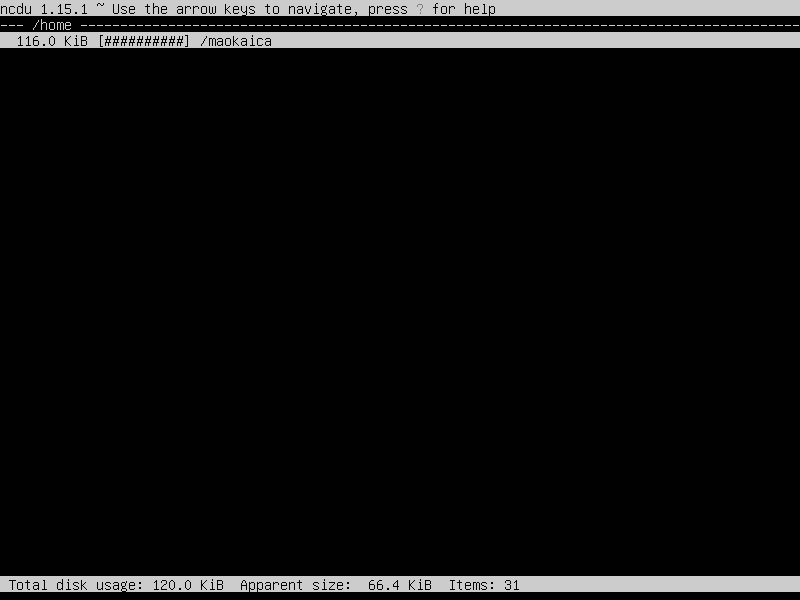 ncdu 1.15.1 ~ Use the arrow keys to navigate, press ? for help
--- /home ------------------------------------------------------------------------------------------
  116.0 KiB [##########] /maokaica
 Total disk usage: 120.0 KiB  Apparent size:  66.4 KiB  Items: 31